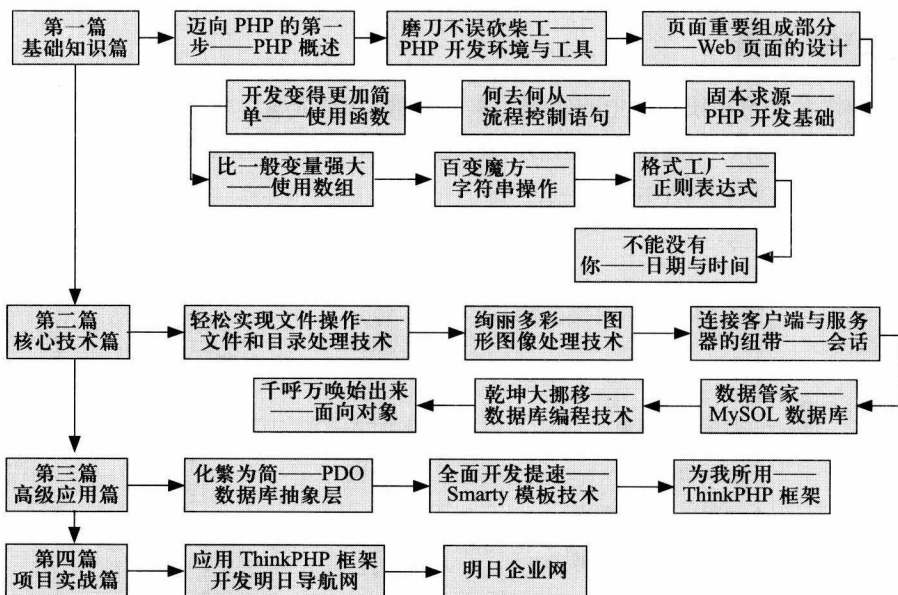 第一篇
基础知识篇
迈向 PHP 的第一
步——PHP 概述
磨刀不误砍柴工——
PHP 开发环境与工具
页面重要组成部分
——Web 页面的设计
固本求源——
PHP 开发基础
何去何从——
流程控制语句
开发变得更加简
单——使用函数
比一般变量强大
——使用数组
百变魔方——
字符串操作
格式工厂——
正则表达式
不能没有
你——日期与时间
第二篇
核心技术篇
轻松实现文件操作——
文件和目录处理技术
绚丽多彩——图
形图像处理技术
连接客户端与服务
器的纽带——会话
数据管家——
MySOL 数据库
乾坤大挪移——
数据库编程技术
千呼万唤始出来
——面向对象
第三篇
高级应用篇
化繁为简——PDO
数据库抽象层
全面开发提速——
Smarty 模板技术
为我所用——
ThinkPHP 框架
第四篇
项目实战篇
应用 ThinkPHP 框架
开发明日导航网
明日企业网